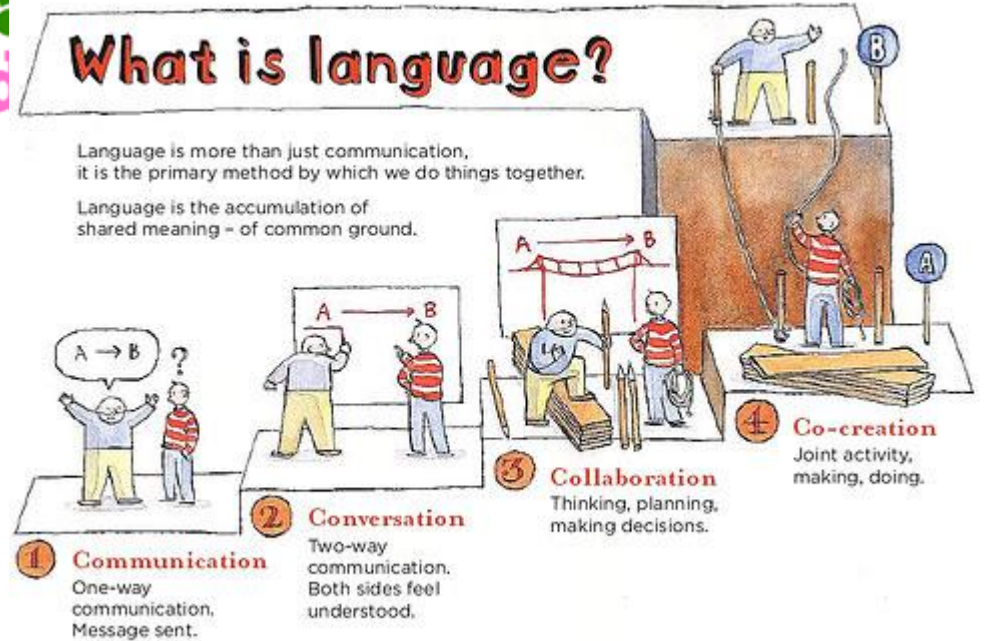 What is language?
Language is more than just communication,
it is the primary method by which we do things together.
Language is the accumulation of
shared meaning – of common ground.
A → B
?
1 Communication
One-way
communication.
Message sent.
A → B
2 Conversation
Two-way
communication.
Both sides feel
understood.
A → B
3 Collaboration
Thinking, planning,
making decisions.
B
A
4 Co-creation
Joint activity,
making, doing.